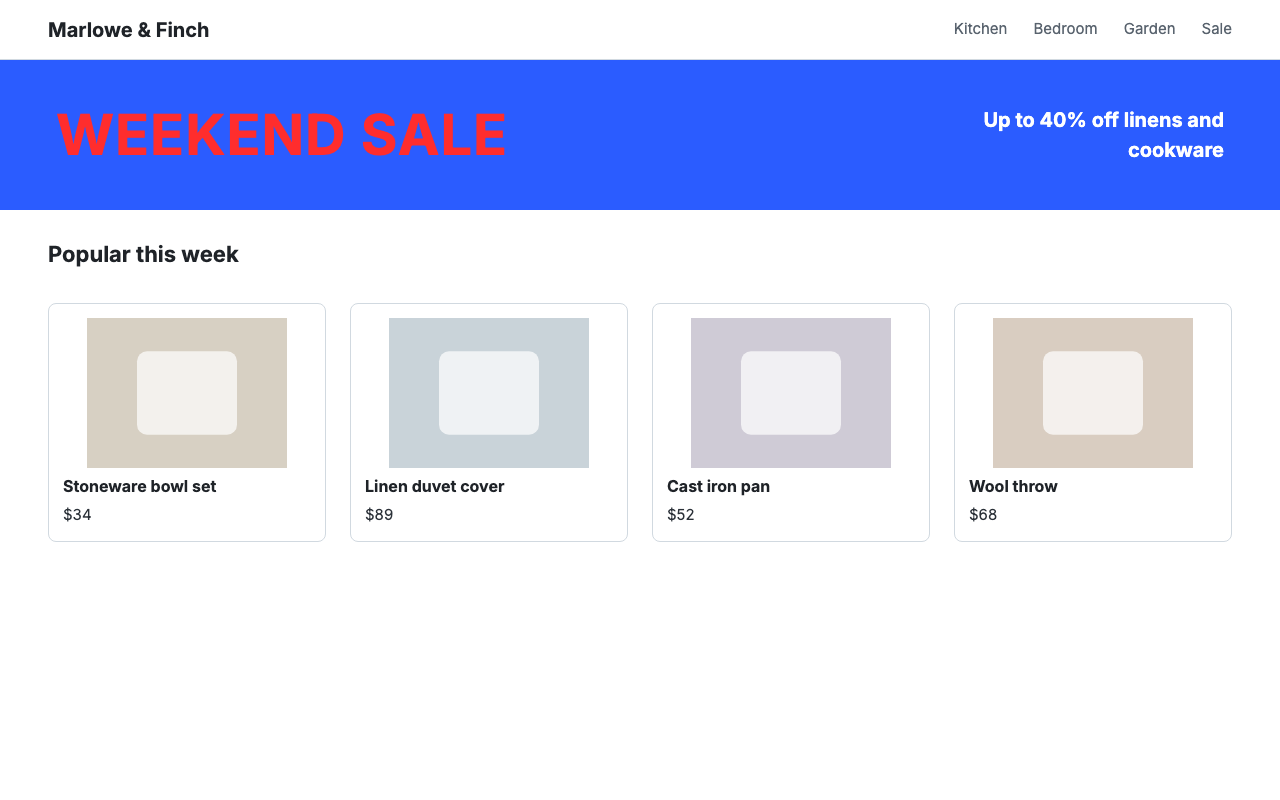 Marlowe & Finch
Kitchen Bedroom Garden Sale
WEEKEND SALE
Up to 40% off linens and
cookware
Popular this week
Stoneware bowl set
$34
Linen duvet cover
$89
Cast iron pan
$52
Wool throw
$68